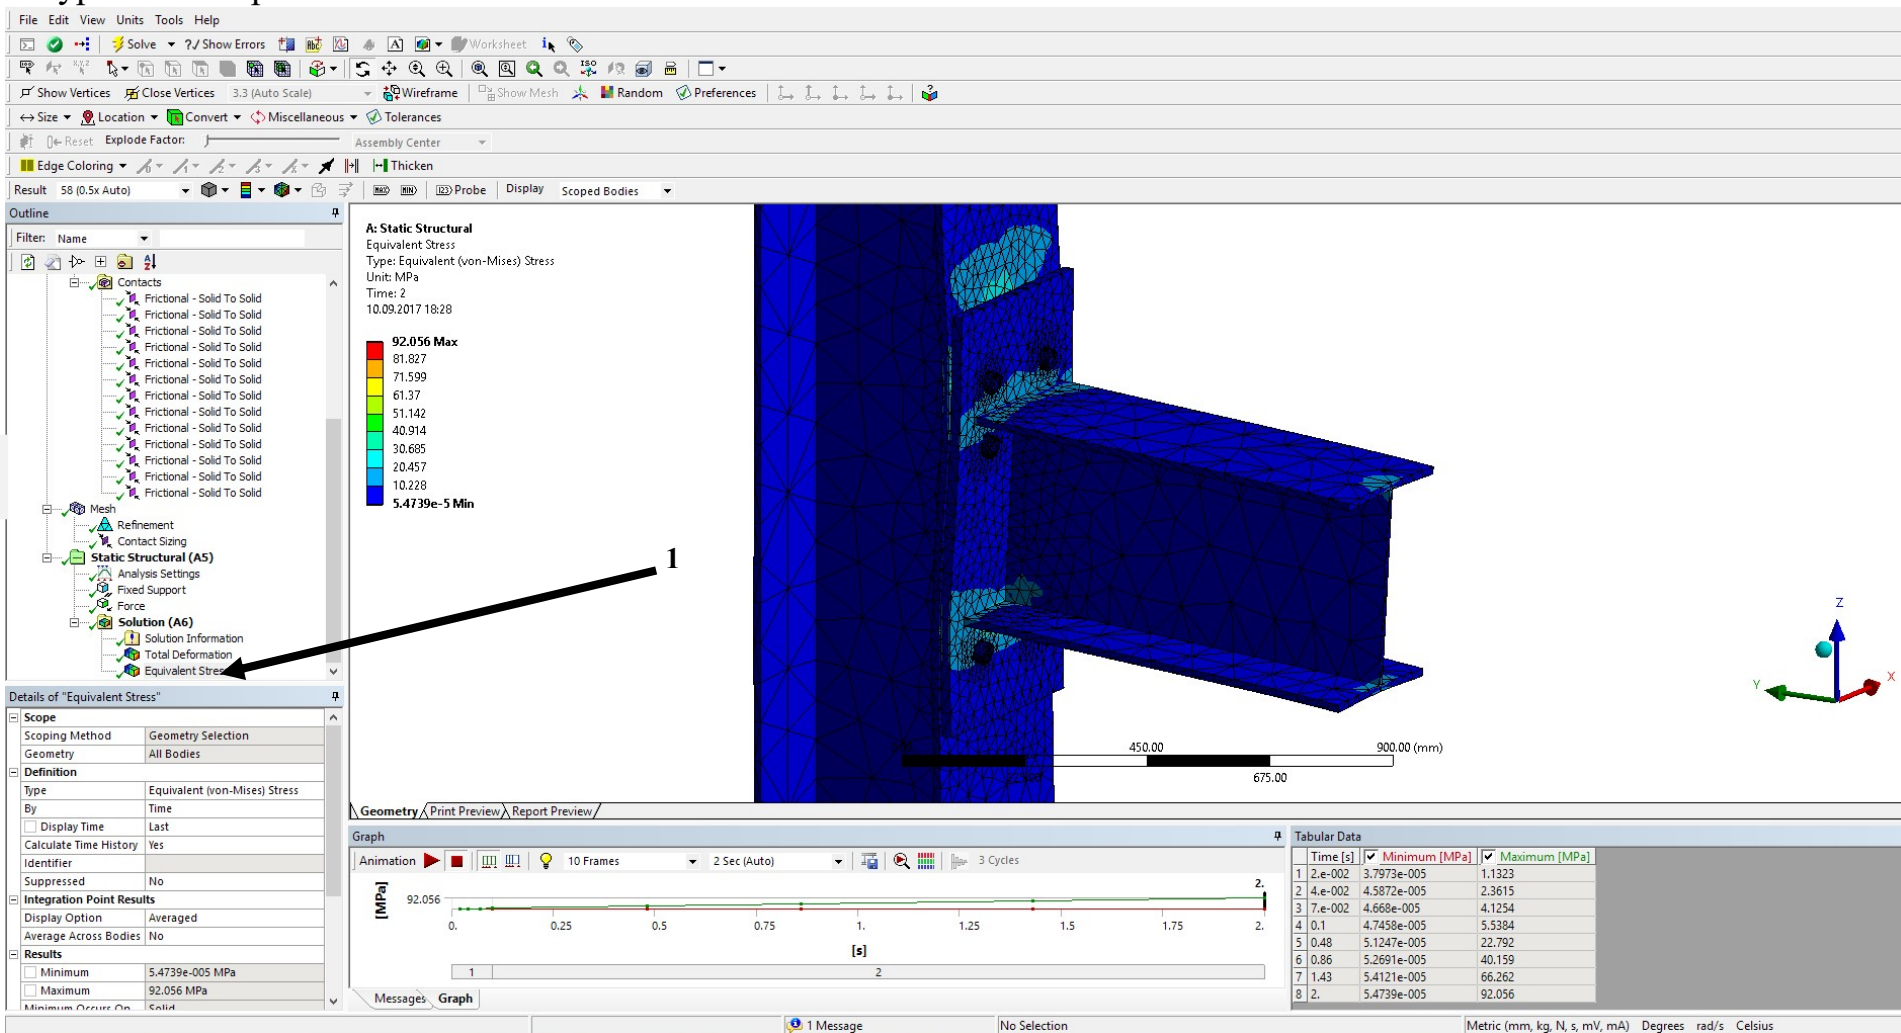 File Edit View Units Tools Help
Solve ?/ Show Errors Worksheet
Show Vertices Close Vertices 3.3 (Auto Scale) Wireframe Show Mesh Random Preferences
Size Location Convert Miscellaneous Tolerances
Reset Explode Factor: Assembly Center
Edge Coloring Thicken
Result 58 (0.5x Auto) MAX MIN Probe Display Scoped Bodies
Outline
Filter: Name
Contacts
Frictional - Solid To Solid
Frictional - Solid To Solid
Frictional - Solid To Solid
Frictional - Solid To Solid
Frictional - Solid To Solid
Frictional - Solid To Solid
Frictional - Solid To Solid
Frictional - Solid To Solid
Frictional - Solid To Solid
Frictional - Solid To Solid
Frictional - Solid To Solid
Frictional - Solid To Solid
Frictional - Solid To Solid
Mesh
Refinement
Contact Sizing
Static Structural (A5)
Analysis Settings
Fixed Support
Force
Solution (A6)
Solution Information
Total Deformation
Equivalent Stress
1
A: Static Structural
Equivalent Stress
Type: Equivalent (von-Mises) Stress
Unit: MPa
Time: 2
10.09.2017 18:28
92.056 Max
81.827
71.599
61.37
51.142
40.914
30.685
20.457
10.228
5.4739e-5 Min
Z
Y
X
450.00
900.00 (mm)
675.00
Geometry Print Preview Report Preview
Details of "Equivalent Stress"
Scope
Scoping Method Geometry Selection
Geometry All Bodies
Definition
Type Equivalent (von-Mises) Stress
By Time
Display Time Last
Calculate Time History Yes
Identifier
Suppressed No
Integration Point Results
Display Option Averaged
Average Across Bodies No
Results
Minimum 5.4739e-005 MPa
Maximum 92.056 MPa
Minimum Occurs On Solid
Graph
Animation 10 Frames 2 Sec (Auto) 3 Cycles
[MPa]
92.056
2.
0. 0.25 0.5 0.75 1. 1.25 1.5 1.75 2.
[s]
1 2
Messages Graph
Tabular Data
Time [s] Minimum [MPa] Maximum [MPa]
1 2.e-002 3.7973e-005 1.1323
2 4.e-002 4.5872e-005 2.3615
3 7.e-002 4.668e-005 4.1254
4 0.1 4.7458e-005 5.5384
5 0.48 5.1247e-005 22.792
6 0.86 5.2691e-005 40.159
7 1.43 5.4121e-005 66.262
8 2. 5.4739e-005 92.056
1 Message No Selection Metric (mm, kg, N, s, mV, mA) Degrees rad/s Celsius